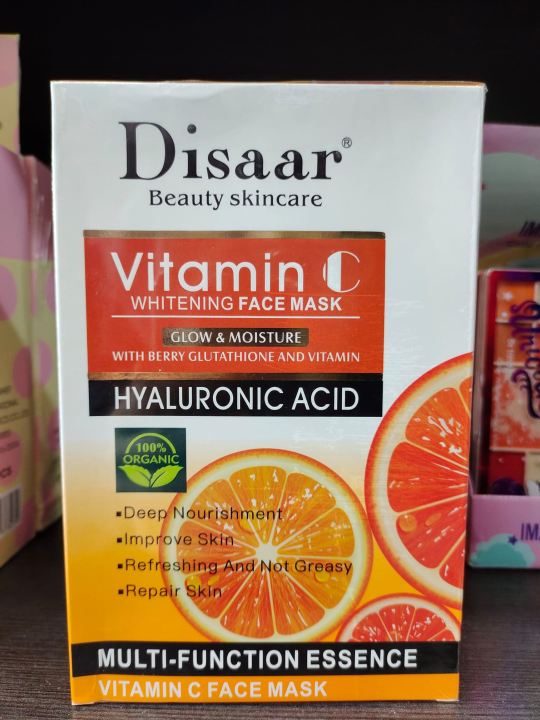 Disaar®
Beauty skincare
Vitamin C
WHITENING FACE MASK
GLOW & MOISTURE
WITH BERRY GLUTATHIONE AND VITAMIN
HYALURONIC ACID
100%
ORGANIC
▪Deep Nourishment
▪Improve Skin
▪Refreshing And Not Greasy
▪Repair Skin
MULTI-FUNCTION ESSENCE
VITAMIN C FACE MASK